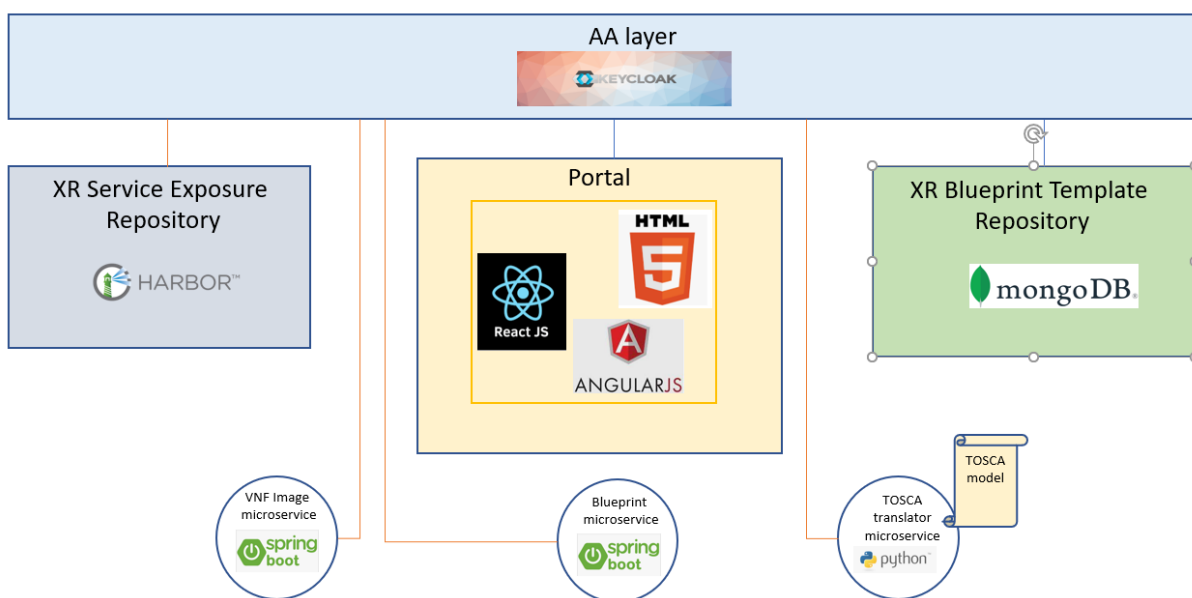 AA layer
KEYCLOAK
XR Service Exposure
Repository
HARBOR™
Portal
HTML
5
React JS
A
ANGULARJS
XR Blueprint Template
Repository
mongoDB®
VNF Image
microservice
spring
boot
Blueprint
microservice
spring
boot
TOSCA
translator
microservice
python™
TOSCA
model